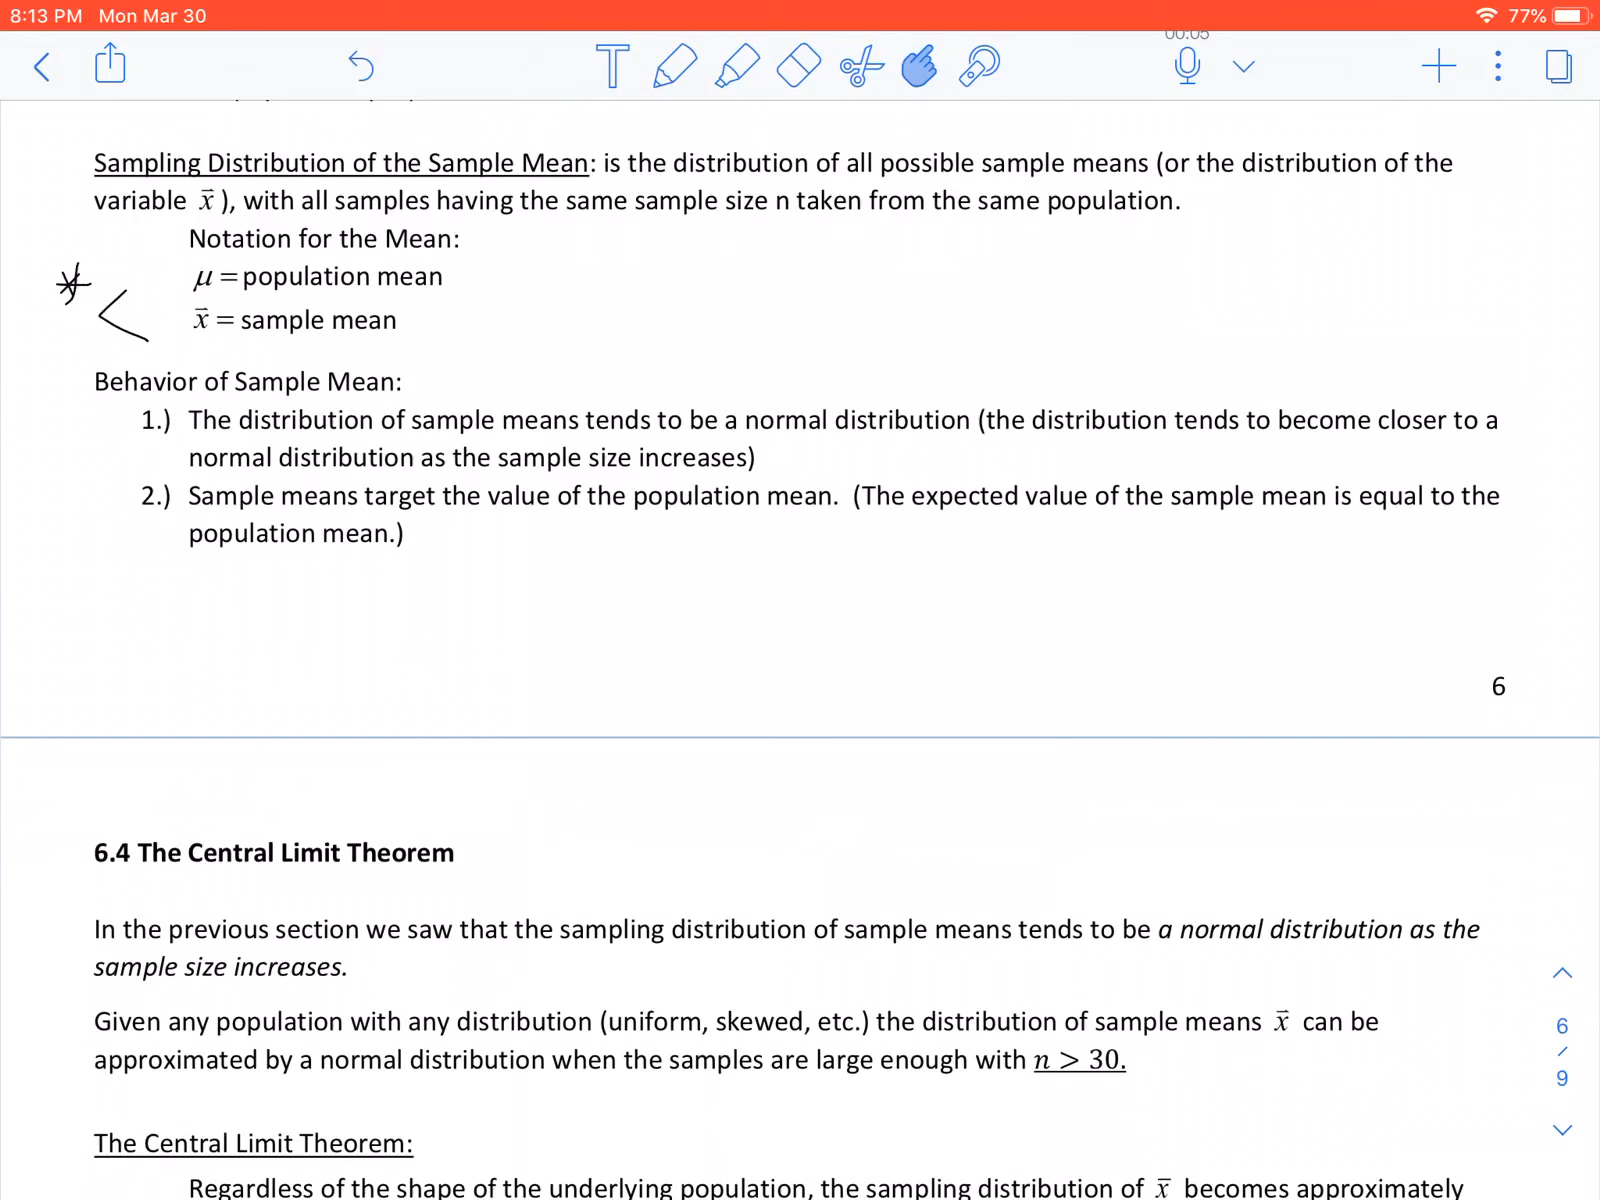 8:13 PM Mon Mar 30
77%
00:05
T
Sampling Distribution of the Sample Mean: is the distribution of all possible sample means (or the distribution of the
variable x̄ ), with all samples having the same sample size n taken from the same population.
Notation for the Mean:
μ = population mean
x̄ = sample mean
Behavior of Sample Mean:
1.) The distribution of sample means tends to be a normal distribution (the distribution tends to become closer to a
normal distribution as the sample size increases)
2.) Sample means target the value of the population mean. (The expected value of the sample mean is equal to the
population mean.)
6
6.4 The Central Limit Theorem
In the previous section we saw that the sampling distribution of sample means tends to be a normal distribution as the
sample size increases.
Given any population with any distribution (uniform, skewed, etc.) the distribution of sample means x̄ can be
approximated by a normal distribution when the samples are large enough with n > 30.
6
/
9
The Central Limit Theorem:
Regardless of the shape of the underlying population, the sampling distribution of x̄ becomes approximately